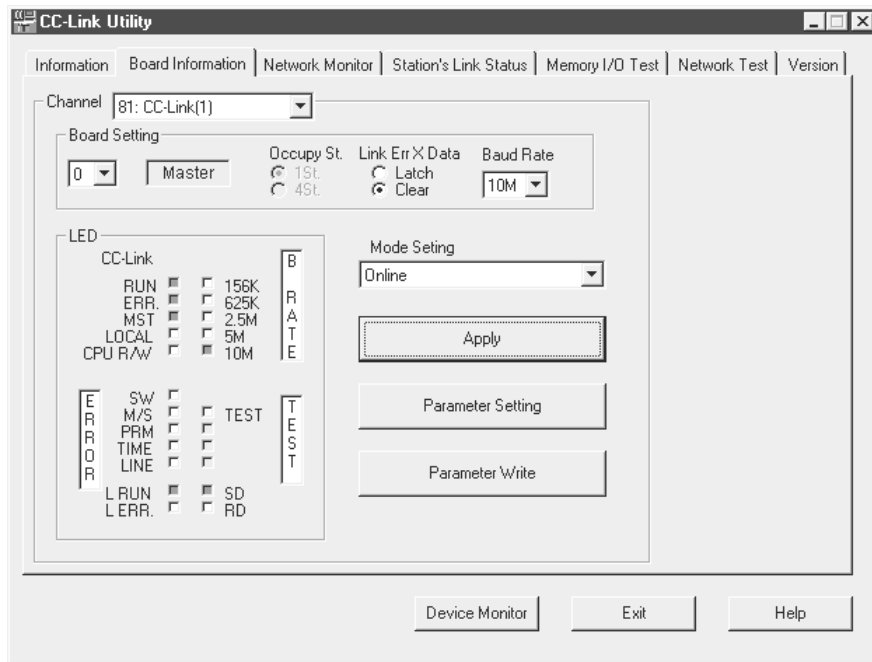 CC-Link Utility
Information Board Information Network Monitor Station's Link Status Memory I/O Test Network Test Version
Channel 81: CC-Link(1)
Board Setting
Occupy St. Link Err X Data Baud Rate
0 Master 1St. Latch 10M
4St. Clear
LED
CC-Link
RUN 156K
ERR. 625K
MST 2.5M
LOCAL 5M
CPU R/W 10M
B RATE
Mode Seting
Online
Apply
ERROR
SW
M/S TEST
PRM
TIME
LINE
TEST
L RUN SD
L ERR. RD
Parameter Setting
Parameter Write
Device Monitor Exit Help